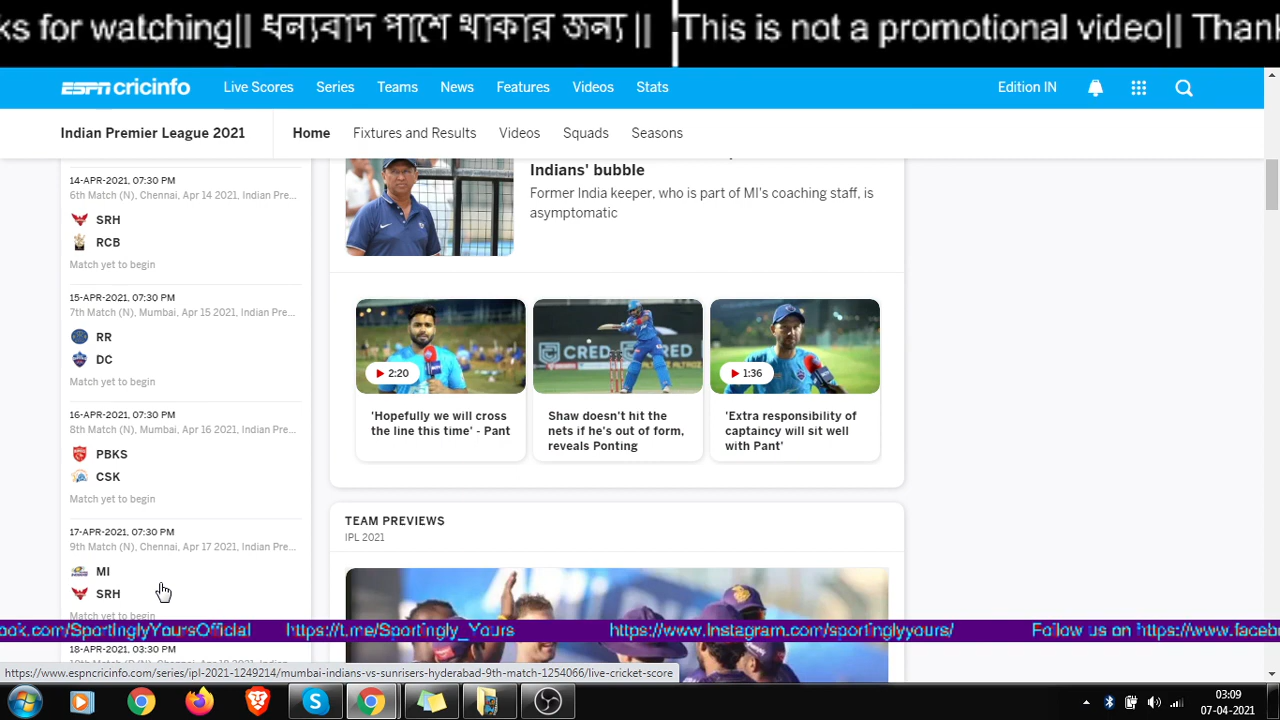 ks for watching|| ধন্যবাদ পাশে থাকার জন্য || This is not a promotional video|| Thank
ESPN cricinfo Live Scores Series Teams News Features Videos Stats Edition IN
Indian Premier League 2021 Home Fixtures and Results Videos Squads Seasons
14-APR-2021, 07:30 PM
6th Match (N), Chennai, Apr 14 2021, Indian Pre...
SRH
RCB
Match yet to begin
15-APR-2021, 07:30 PM
7th Match (N), Mumbai, Apr 15 2021, Indian Pre...
RR
DC
Match yet to begin
16-APR-2021, 07:30 PM
8th Match (N), Mumbai, Apr 16 2021, Indian Pre...
PBKS
CSK
Match yet to begin
17-APR-2021, 07:30 PM
9th Match (N), Chennai, Apr 17 2021, Indian Pre...
MI
SRH
Match yet to begin
18-APR-2021, 03:30 PM
Indians' bubble
Former India keeper, who is part of MI's coaching staff, is
asymptomatic
2:20
'Hopefully we will cross
the line this time' - Pant
CRED
Shaw doesn't hit the
nets if he's out of form,
reveals Ponting
1:36
'Extra responsibility of
captaincy will sit well
with Pant'
TEAM PREVIEWS
IPL 2021
ook.com/SportinglyYoursOfficial https://t.me/Sportingly_Yours https://www.instagram.com/sportinglyyours/ Follow us on https://www.faceb
https://www.espncricinfo.com/series/ipl-2021-1249214/mumbai-indians-vs-sunrisers-hyderabad-9th-match-1254066/live-cricket-score
03:09
07-04-2021